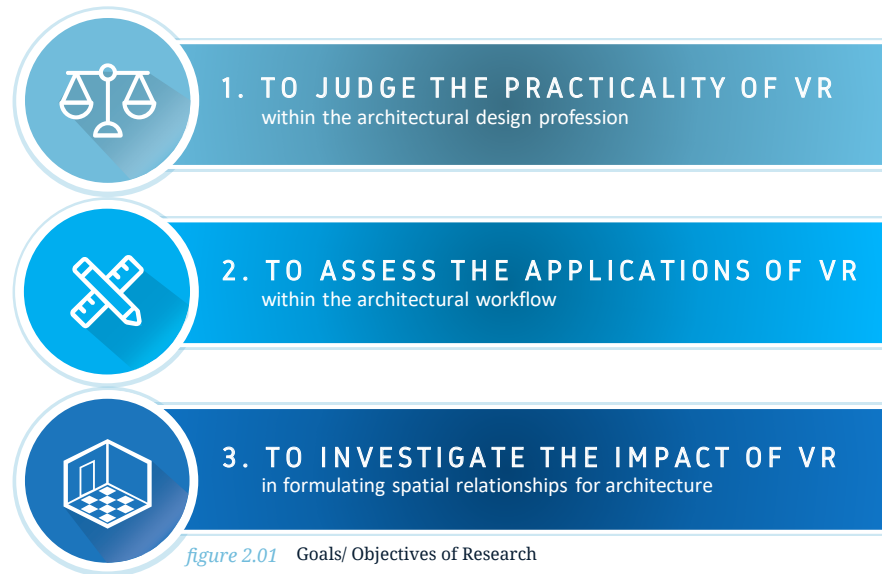 1. TO JUDGE THE PRACTICALITY OF VR
within the architectural design profession
2. TO ASSESS THE APPLICATIONS OF VR
within the architectural workflow
3. TO INVESTIGATE THE IMPACT OF VR
in formulating spatial relationships for architecture
figure 2.01 Goals/ Objectives of Research